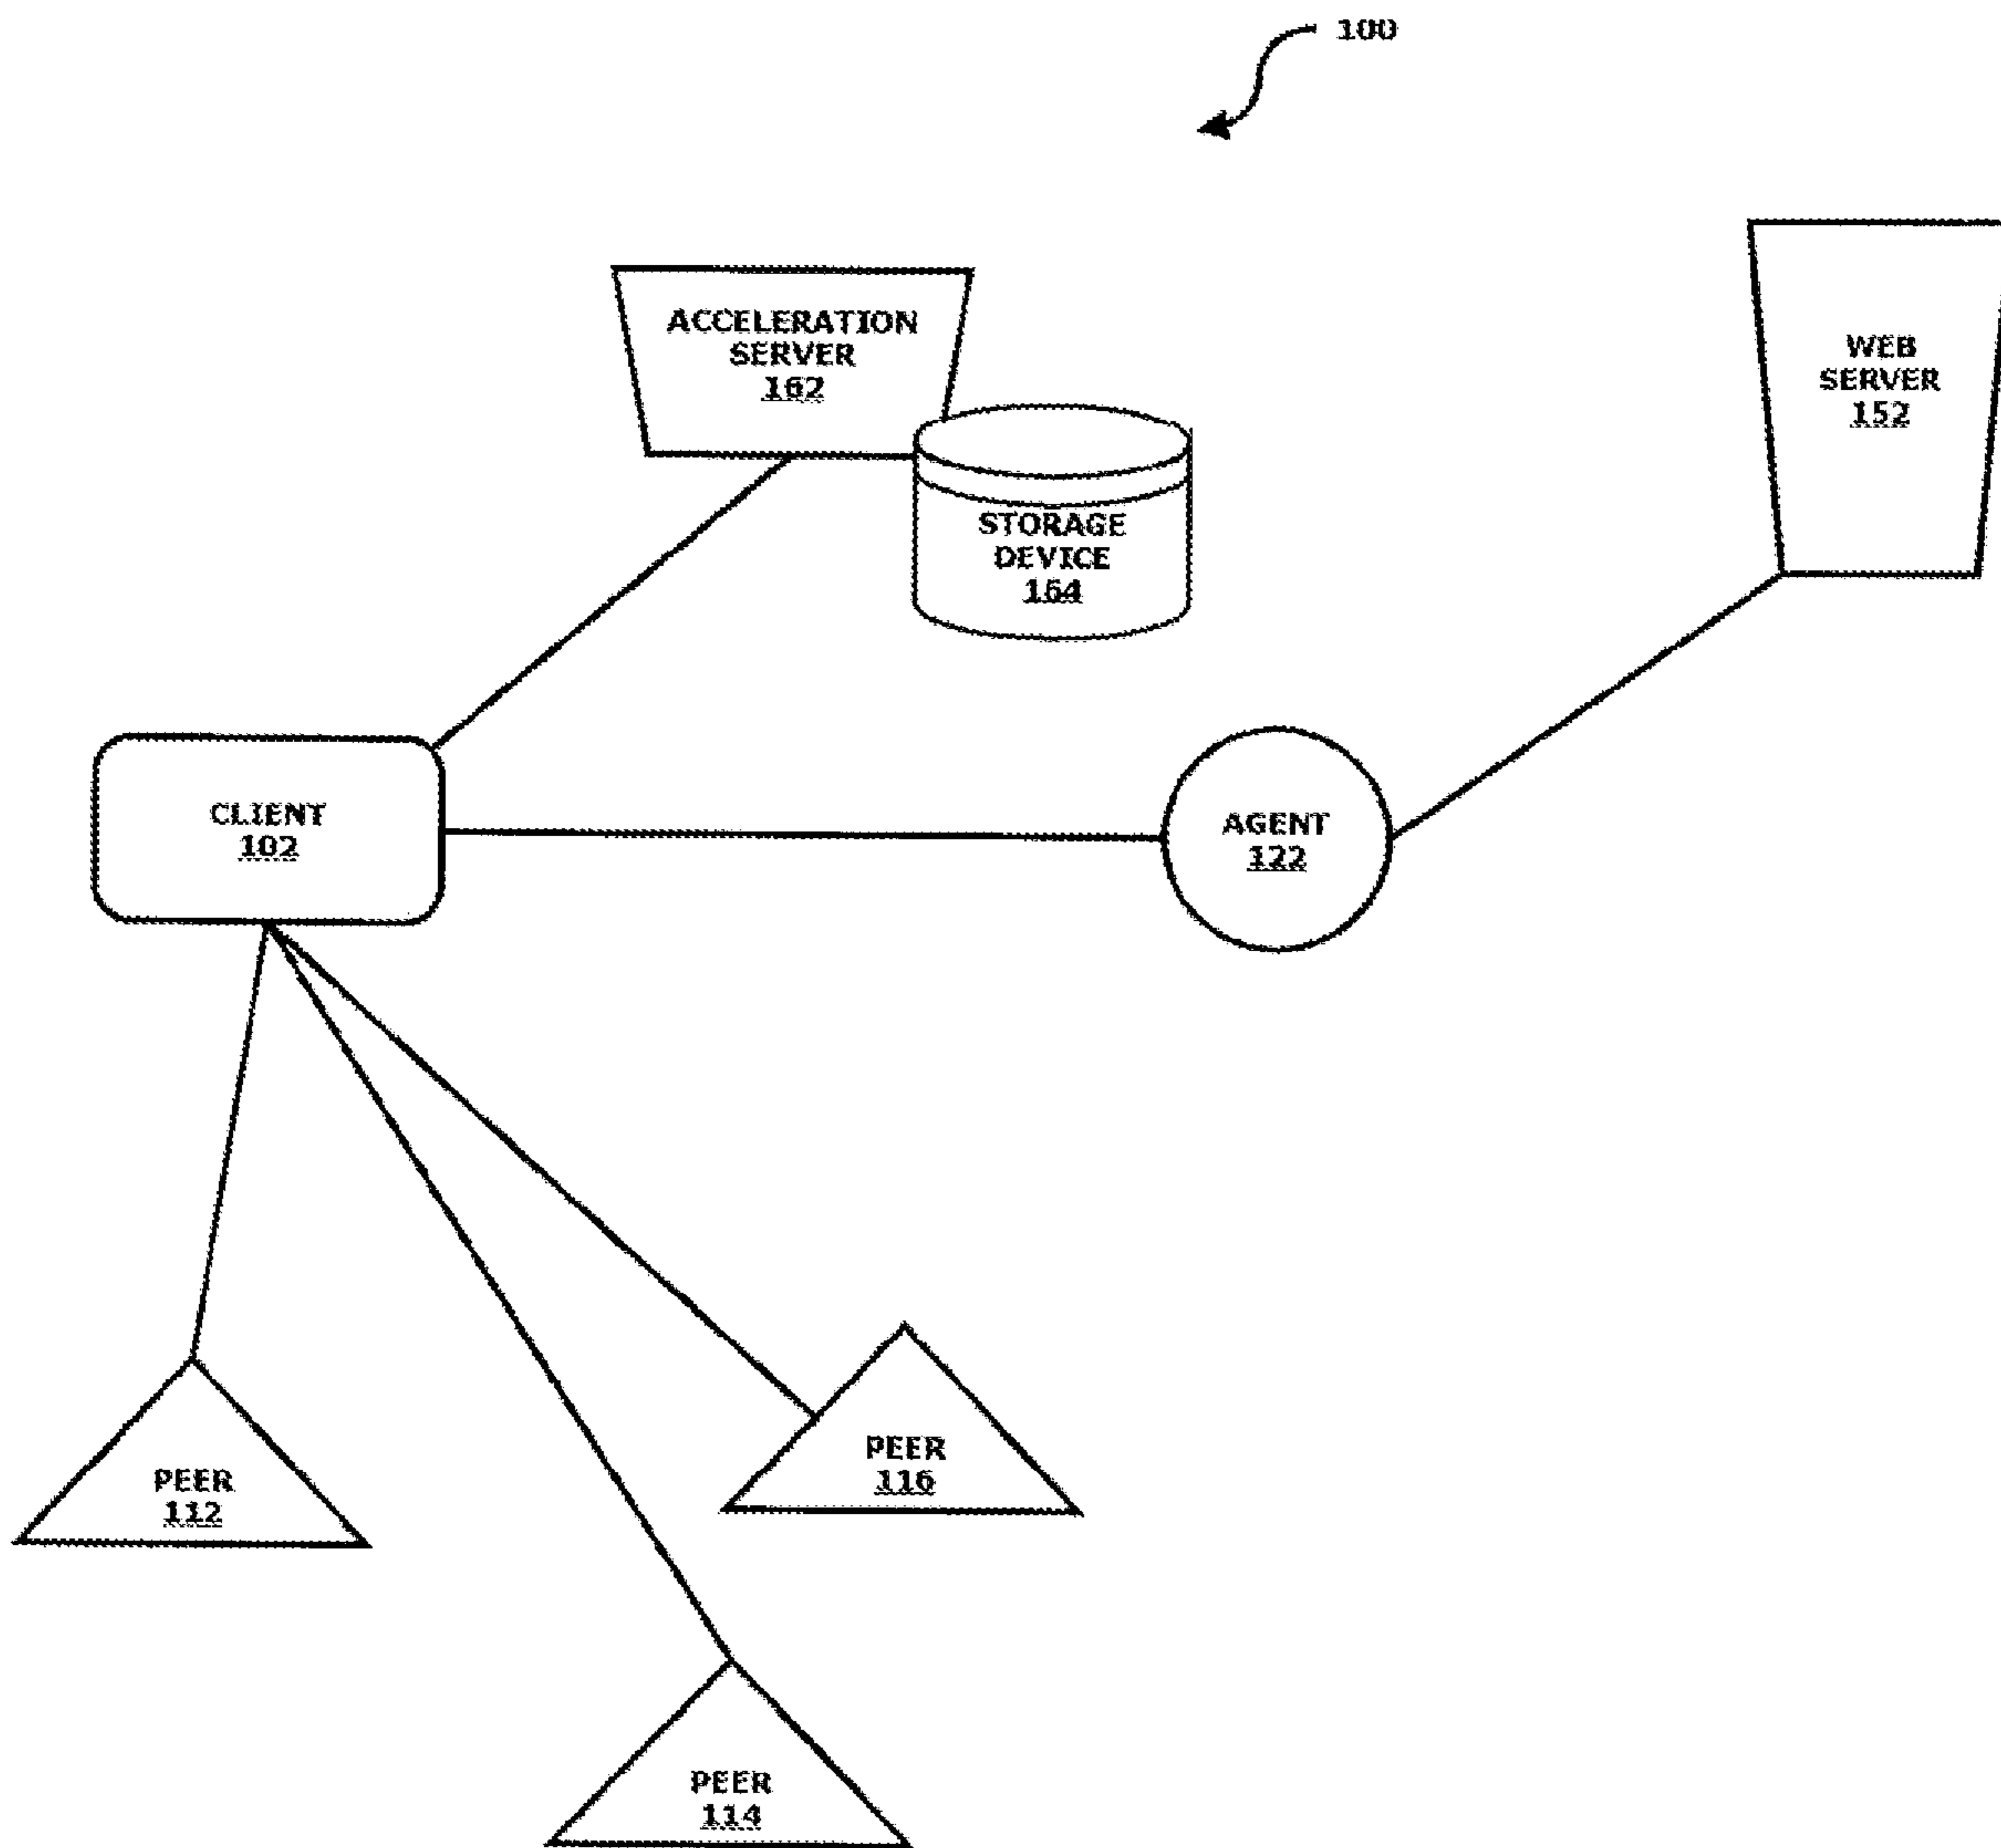 100
ACCELERATION
SERVER
162
WEB
SERVER
152
STORAGE
DEVICE
164
CLIENT
102
AGENT
122
PEER
116
PEER
112
PEER
114